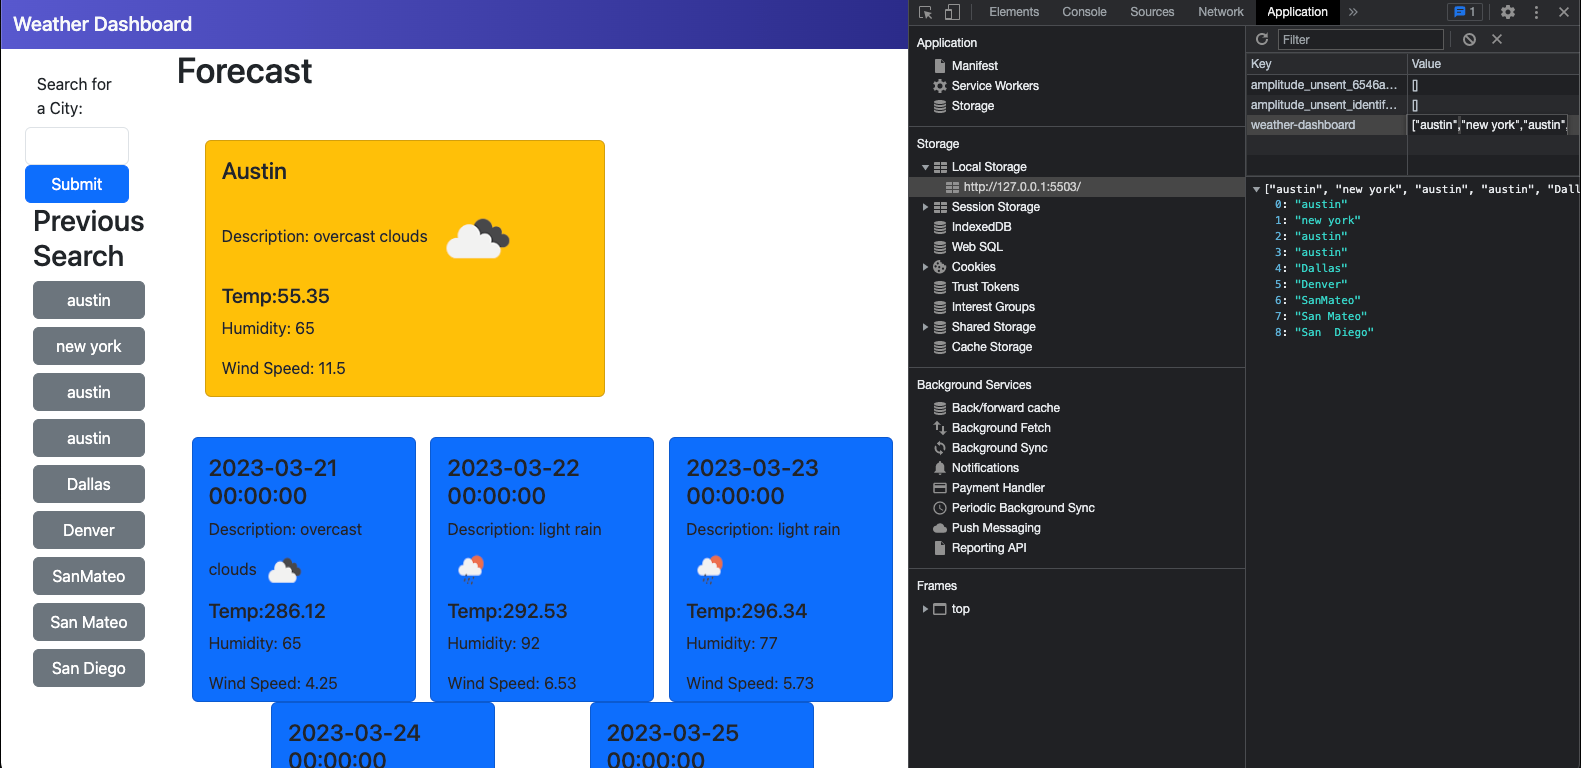 Weather Dashboard
Search for
a City:
Submit
Previous
Search
austin
new york
austin
austin
Dallas
Denver
SanMateo
San Mateo
San Diego
Forecast
Austin
Description: overcast clouds
Temp:55.35
Humidity: 65
Wind Speed: 11.5
2023-03-21
00:00:00
Description: overcast
clouds
Temp:286.12
Humidity: 65
Wind Speed: 4.25
2023-03-22
00:00:00
Description: light rain
Temp:292.53
Humidity: 92
Wind Speed: 6.53
2023-03-23
00:00:00
Description: light rain
Temp:296.34
Humidity: 77
Wind Speed: 5.73
2023-03-24
00:00:00
2023-03-25
00:00:00
Elements Console Sources Network Application » 1
Application
Manifest
Service Workers
Storage
Storage
Local Storage
http://127.0.0.1:5503/
Session Storage
IndexedDB
Web SQL
Cookies
Trust Tokens
Interest Groups
Shared Storage
Cache Storage
Background Services
Back/forward cache
Background Fetch
Background Sync
Notifications
Payment Handler
Periodic Background Sync
Push Messaging
Reporting API
Frames
top
Filter
Key Value
amplitude_unsent_6546a... []
amplitude_unsent_identif... []
weather-dashboard ["austin","new york","austin",
["austin", "new york", "austin", "austin", "Dall
0: "austin"
1: "new york"
2: "austin"
3: "austin"
4: "Dallas"
5: "Denver"
6: "SanMateo"
7: "San Mateo"
8: "San  Diego"